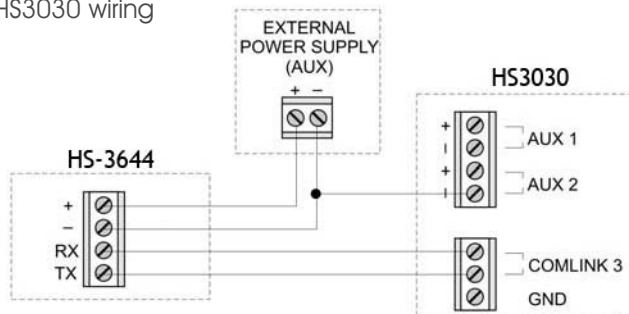 HS3030 wiring
EXTERNAL
POWER SUPPLY
(AUX)
+ –
HS3030
+
–
AUX 1
+
–
AUX 2
HS-3644
+
–
RX
TX
COMLINK 3
GND